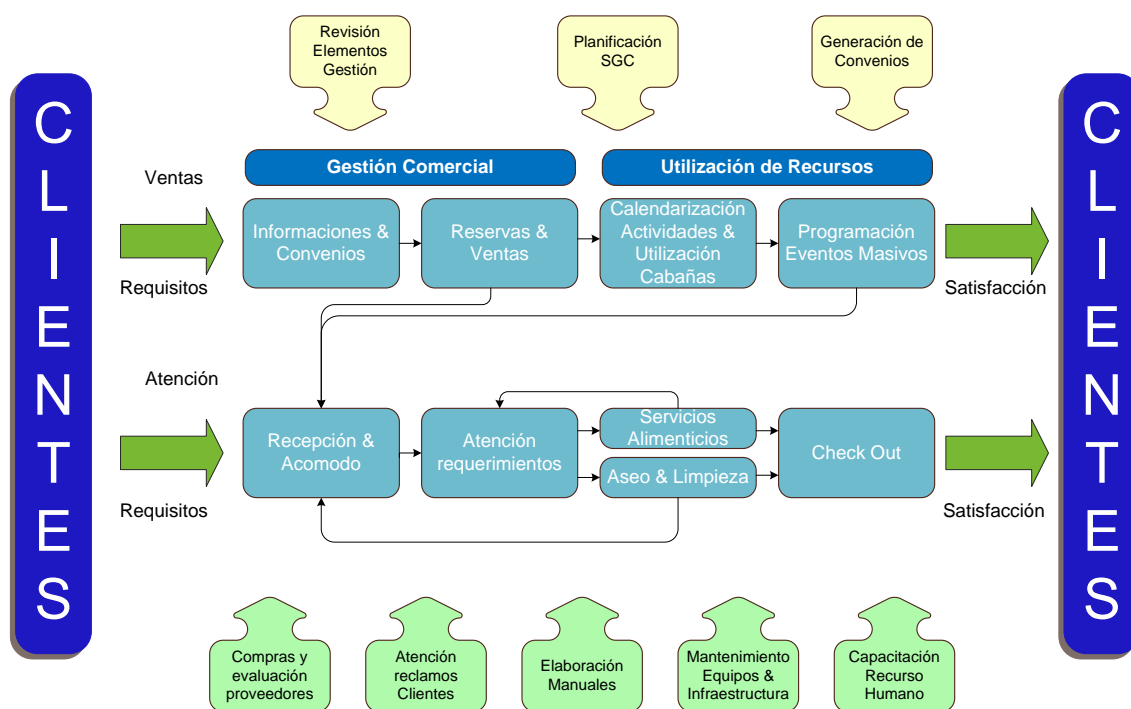 Revisión
Elementos
Gestión
Planificación
SGC
Generación de
Convenios
CLIENTES
CLIENTES
Gestión Comercial
Utilización de Recursos
Ventas
Requisitos
Informaciones &
Convenios
Reservas &
Ventas
Calendarización
Actividades &
Utilización
Cabañas
Programación
Eventos Masivos
Satisfacción
Atención
Requisitos
Recepción &
Acomodo
Atención
requerimientos
Servicios
Alimenticios
Aseo & Limpieza
Check Out
Satisfacción
Compras y
evaluación
proveedores
Atención
reclamos
Clientes
Elaboración
Manuales
Mantenimiento
Equipos &
Infraestructura
Capacitación
Recurso
Humano